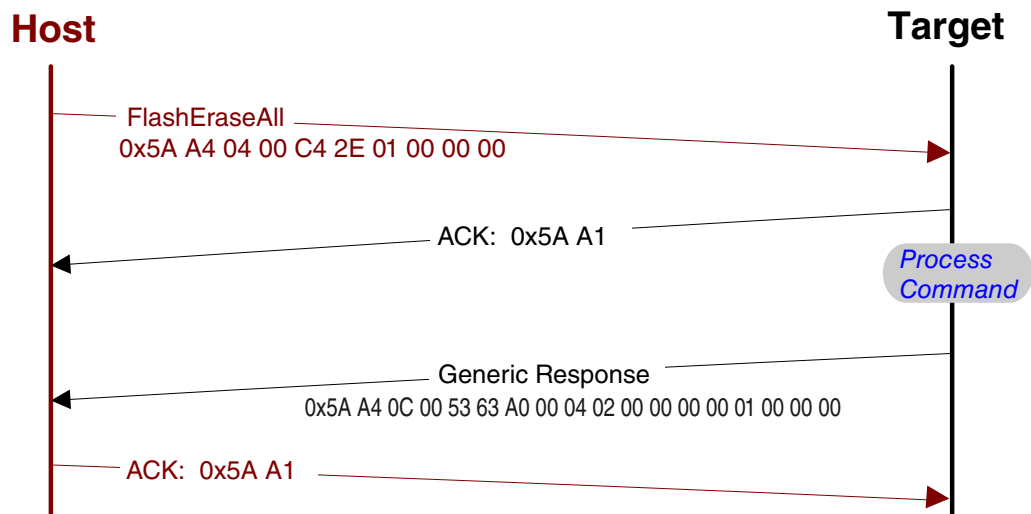 Host
Target
FlashEraseAll
0x5A A4 04 00 C4 2E 01 00 00 00
ACK: 0x5A A1
Process
Command
Generic Response
0x5A A4 0C 00 53 63 A0 00 04 02 00 00 00 00 01 00 00 00
ACK: 0x5A A1